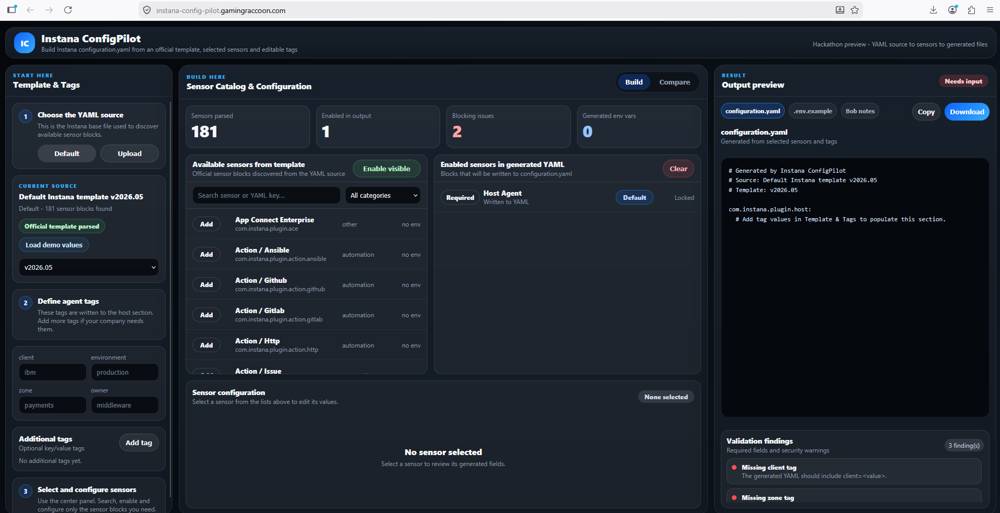 instana-config-pilot.gamingraccoon.com
IC
Instana ConfigPilot
Build Instana configuration.yaml from an official template, selected sensors and editable tags
Hackathon preview - YAML source to sensors to generated files
START HERE
Template & Tags
1
Choose the YAML source
This is the Instana base file used to discover
available sensor blocks.
Default
Upload
CURRENT SOURCE
Default Instana template v2026.05
Default - 181 sensor blocks found
Official template parsed
Load demo values
v2026.05
2
Define agent tags
These tags are written to the host section.
Add more tags if your company needs
them.
client
environment
ibm
production
zone
owner
payments
middleware
Additional tags
Optional key/value tags
Add tag
No additional tags yet.
3
Select and configure sensors
Use the center panel. Search, enable and
configure only the sensor blocks you need.
BUILD HERE
Sensor Catalog & Configuration
Build
Compare
Sensors parsed
181
Enabled in output
1
Blocking issues
2
Generated env vars
0
Available sensors from template
Official sensor blocks discovered from the YAML source
Enable visible
Search sensor or YAML key...
All categories
Add
App Connect Enterprise
com.instana.plugin.ace
other
no env
Add
Action / Ansible
com.instana.plugin.action.ansible
automation
no env
Add
Action / Github
com.instana.plugin.action.github
automation
no env
Add
Action / Gitlab
com.instana.plugin.action.gitlab
automation
no env
Add
Action / Http
com.instana.plugin.action.http
automation
no env
Action / Issue
Enabled sensors in generated YAML
Blocks that will be written to configuration.yaml
Clear
Required
Host Agent
Written to YAML
Default
Locked
Sensor configuration
Select a sensor from the lists above to edit its values.
None selected
No sensor selected
Select a sensor to review its generated fields.
RESULT
Output preview
Needs input
configuration.yaml
.env.example
Bob notes
Copy
Download
configuration.yaml
Generated from selected sensors and tags
# Generated by Instana ConfigPilot
# Source: Default Instana template v2026.05
# Template: v2026.05
com.instana.plugin.host:
# Add tag values in Template & Tags to populate this section.
Validation findings
Required fields and security warnings
3 finding(s)
Missing client tag
The generated YAML should include client=<value>.
Missing zone tag